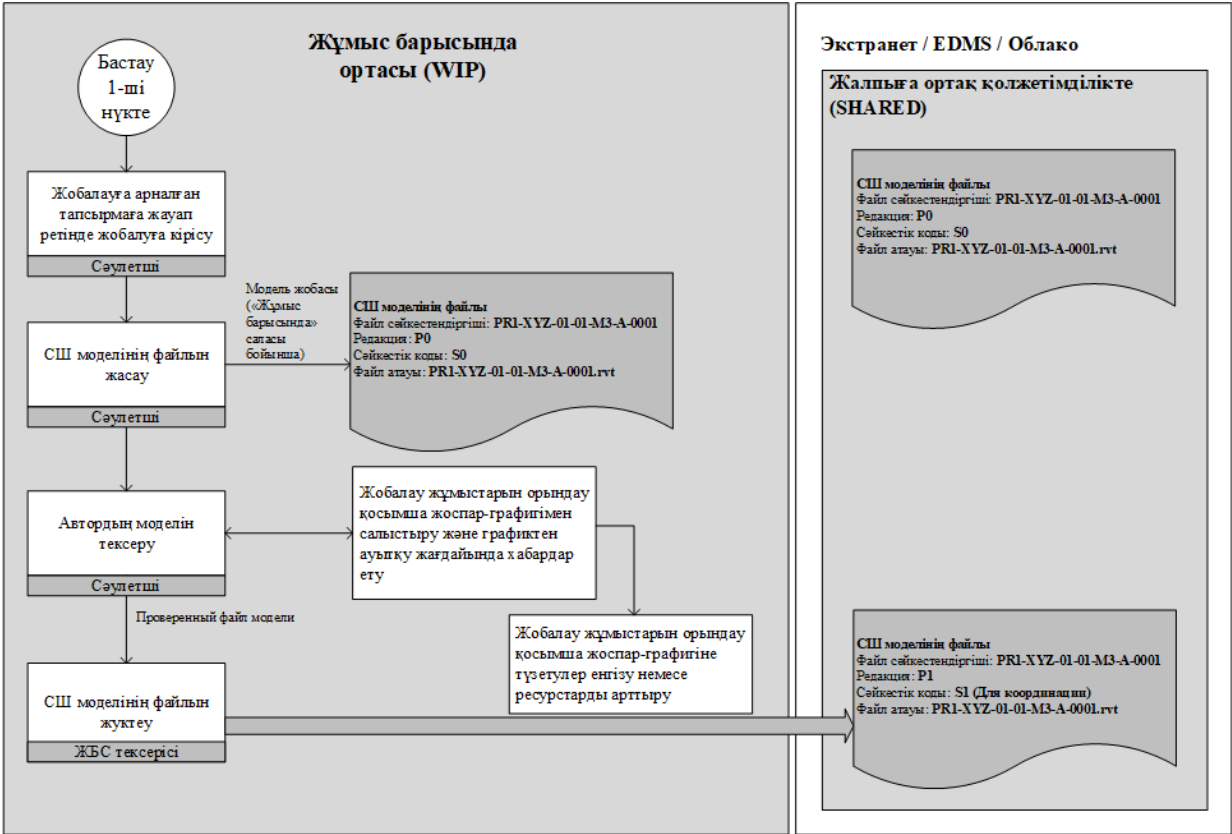 Жұмыс барысында
ортасы (WIP)
Бастау
1-ші
нүкте
Жобалауға арналған
тапсырмаға жауап
ретінде жобалуға кірісу
Сәулетші
СШ моделінің файлын
жасау
Сәулетші
Модель жобасы
(«Жұмыс
барысында»
саласы
бойынша)
СШ моделінің файлы
Файл сәйкестендіргіші: PR1-XYZ-01-01-M3-A-0001
Редакция: P0
Сәйкестік коды: S0
Файл атауы: PR1-XYZ-01-01-M3-A-0001.rvt
Автордың моделін
тексеру
Сәулетші
Жобалау жұмыстарын орындау
қосымша жоспар-графигімен
салыстыру және графиктен
ауытқу жағдайында хабардар
ету
Проверенный файл модели
Жобалау жұмыстарын орындау
қосымша жоспар-графигіне
түзетулер енгізу немесе
ресурстарды арттыру
СШ моделінің файлын
жүктеу
ЖБС тексерісі
Экстранет / EDMS / Облако
Жалпыға ортақ қолжетімділікте
(SHARED)
СШ моделінің файлы
Файл сәйкестендіргіші: PR1-XYZ-01-01-M3-A-0001
Редакция: P0
Сәйкестік коды: S0
Файл атауы: PR1-XYZ-01-01-M3-A-0001.rvt
СШ моделінің файлы
Файл сәйкестендіргіші: PR1-XYZ-01-01-M3-A-0001
Редакция: P1
Сәйкестік коды: S1 (Для координации)
Файл атауы: PR1-XYZ-01-01-M3-A-0001.rvt